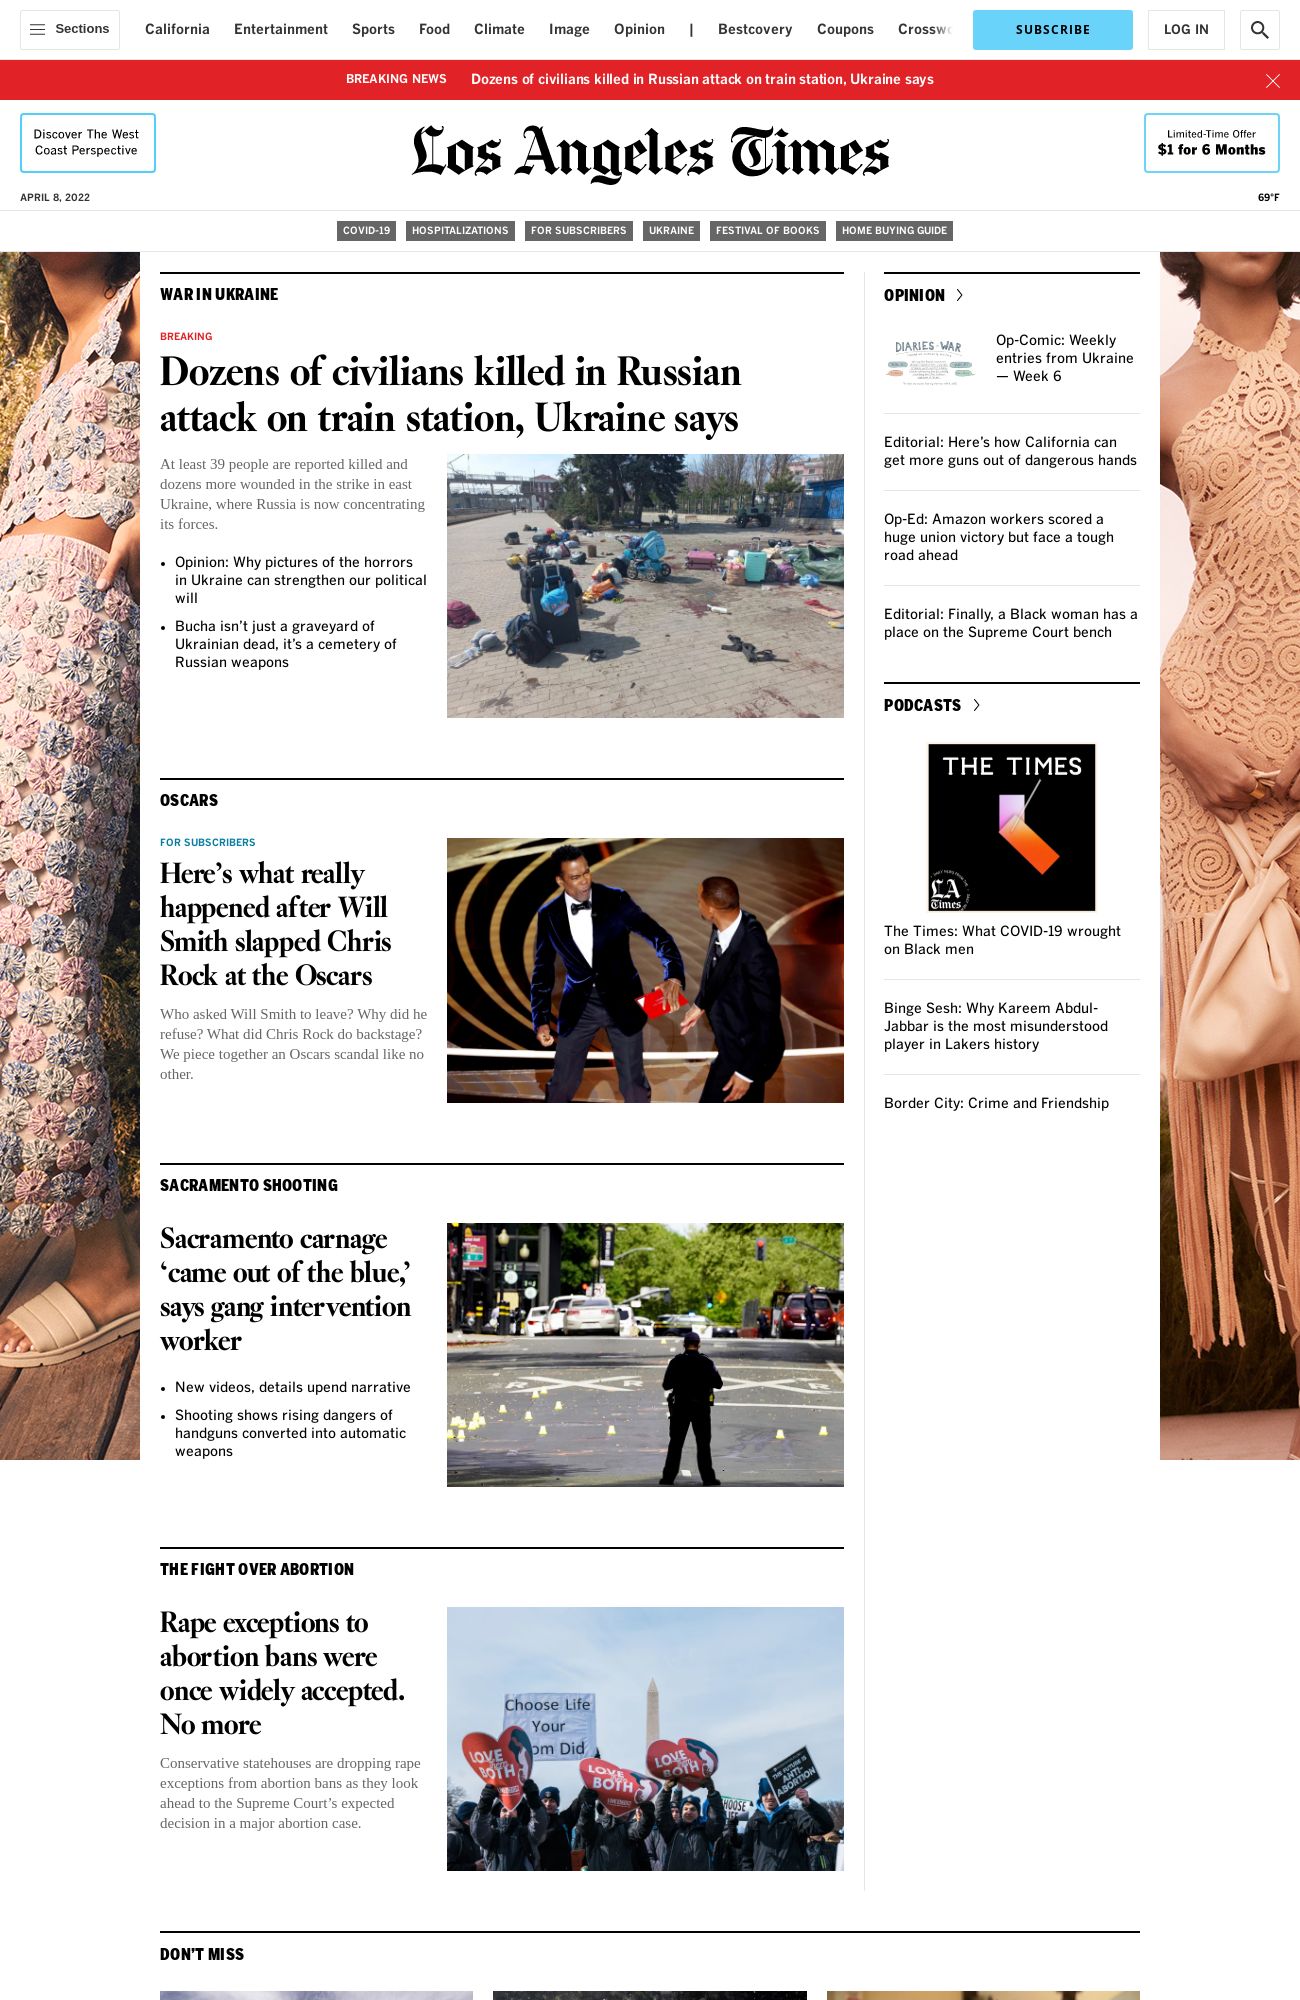 Sections
California
Entertainment
Sports
Food
Climate
Image
Opinion
|
Bestcovery
Coupons
SUBSCRIBE
LOG IN
BREAKING NEWS
Dozens of civilians killed in Russian attack on train station, Ukraine says
Discover The West
Coast Perspective
Los Angeles Times
Limited-Time Offer
$1 for 6 Months
APRIL 8, 2022
69°F
COVID-19
HOSPITALIZATIONS
FOR SUBSCRIBERS
UKRAINE
FESTIVAL OF BOOKS
HOME BUYING GUIDE
WAR IN UKRAINE
BREAKING
Dozens of civilians killed in Russian
attack on train station, Ukraine says
At least 39 people are reported killed and
dozens more wounded in the strike in east
Ukraine, where Russia is now concentrating
its forces.
• Opinion: Why pictures of the horrors
in Ukraine can strengthen our political
will
• Bucha isn’t just a graveyard of
Ukrainian dead, it’s a cemetery of
Russian weapons
OSCARS
FOR SUBSCRIBERS
Here’s what really
happened after Will
Smith slapped Chris
Rock at the Oscars
Who asked Will Smith to leave? Why did he
refuse? What did Chris Rock do backstage?
We piece together an Oscars scandal like no
other.
SACRAMENTO SHOOTING
Sacramento carnage
‘came out of the blue,’
says gang intervention
worker
• New videos, details upend narrative
• Shooting shows rising dangers of
handguns converted into automatic
weapons
R X R X R
THE FIGHT OVER ABORTION
Rape exceptions to
abortion bans were
once widely accepted.
No more
Conservative statehouses are dropping rape
exceptions from abortion bans as they look
ahead to the Supreme Court’s expected
decision in a major abortion case.
Choose Life
Your
om Did
LOVE
BOTH
LOVE
BOTH
LOVE
BOTH
THE FUTURE IS
ANTI-
ABORTION
CHOOSE
LIFE
OPINION
DIARIES OF WAR
Op-Comic: Weekly
entries from Ukraine
— Week 6
Editorial: Here’s how California can
get more guns out of dangerous hands
Op-Ed: Amazon workers scored a
huge union victory but face a tough
road ahead
Editorial: Finally, a Black woman has a
place on the Supreme Court bench
PODCASTS
THE TIMES
LA
Times
The Times: What COVID-19 wrought
on Black men
Binge Sesh: Why Kareem Abdul-
Jabbar is the most misunderstood
player in Lakers history
Border City: Crime and Friendship
DON’T MISS